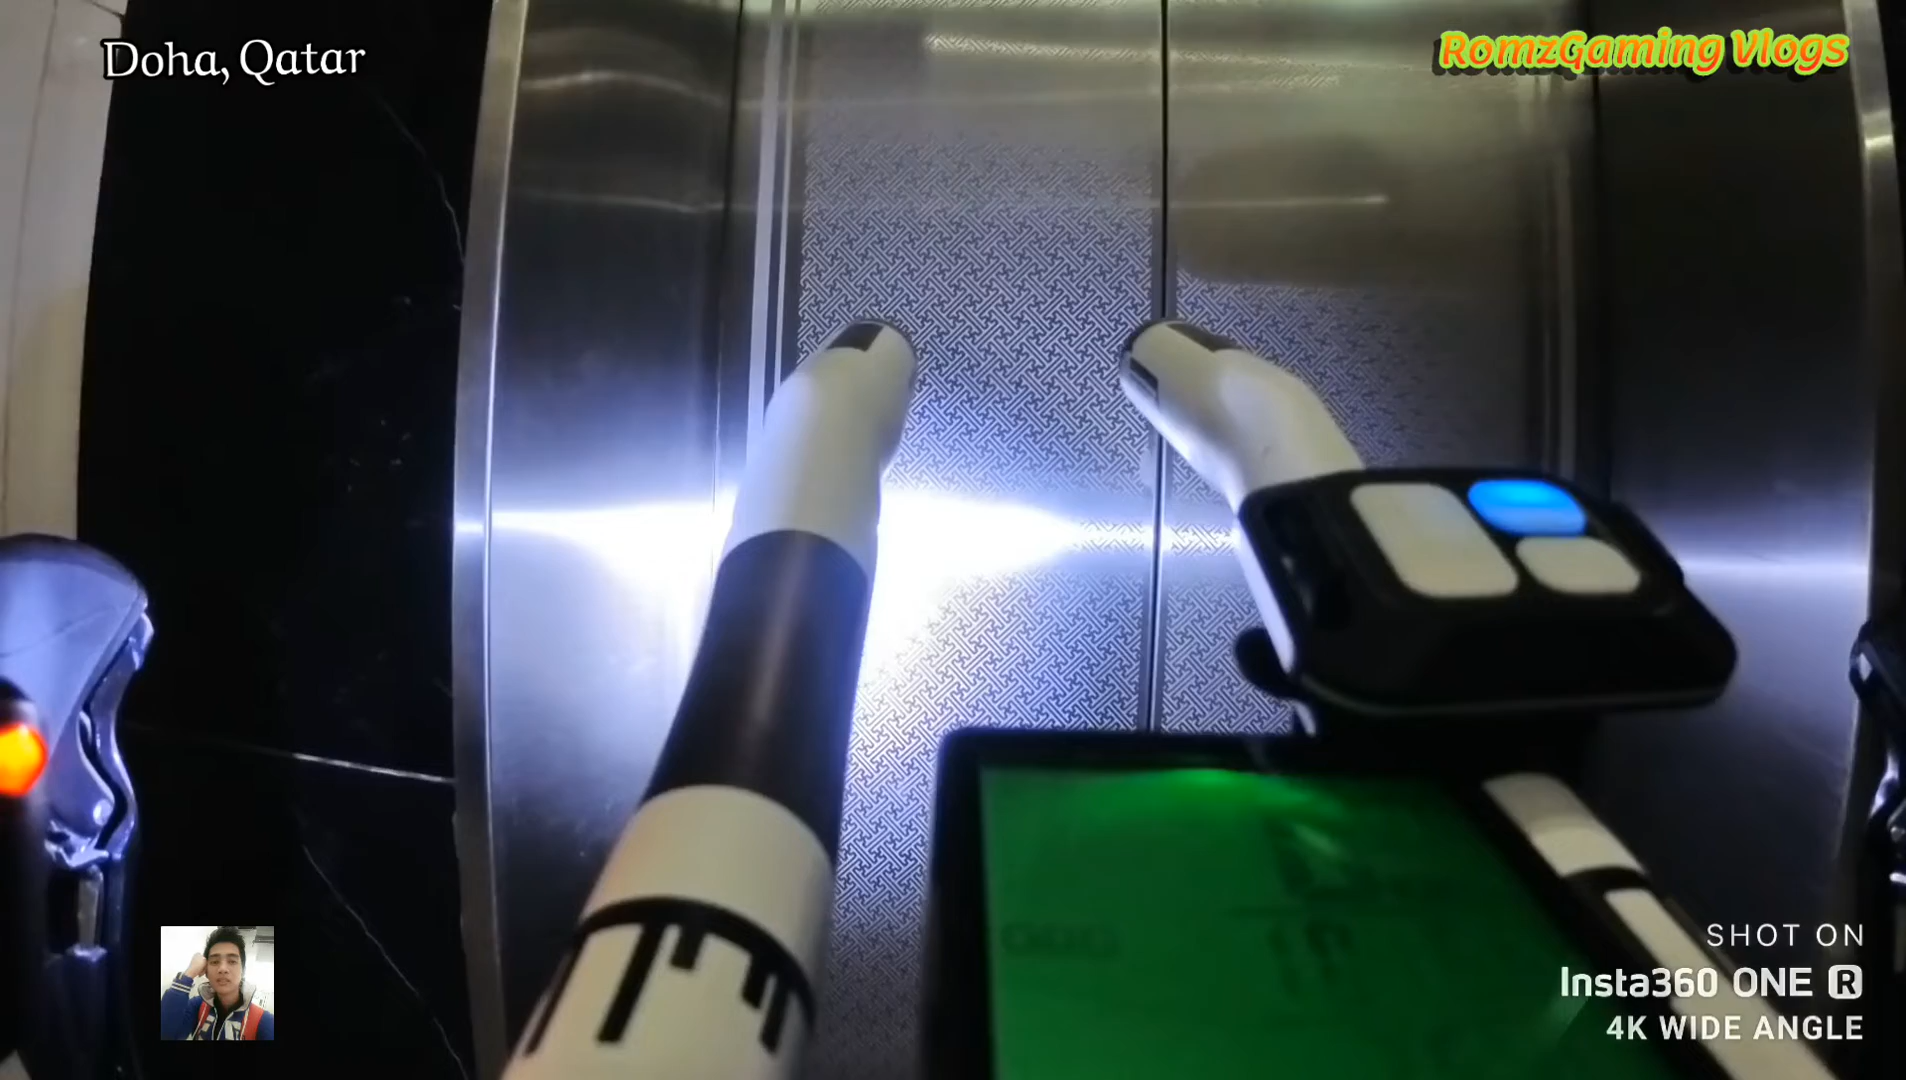 Doha, Qatar
RomzGaming Vlogs
SHOT ON
Insta360 ONE R
4K WIDE ANGLE